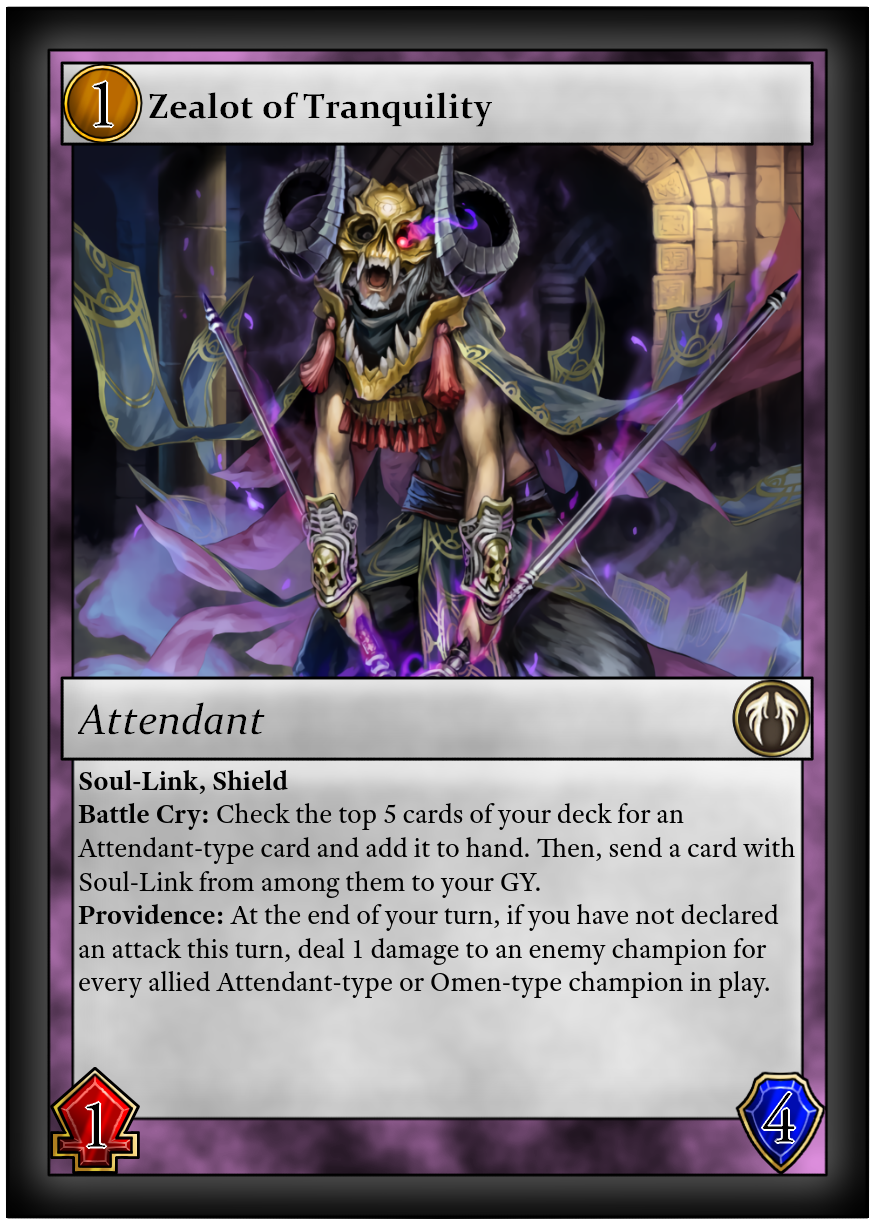 1
Zealot of Tranquility
Attendant
Soul-Link, Shield
Battle Cry: Check the top 5 cards of your deck for an
Attendant-type card and add it to hand. Then, send a card with
Soul-Link from among them to your GY.
Providence: At the end of your turn, if you have not declared
an attack this turn, deal 1 damage to an enemy champion for
every allied Attendant-type or Omen-type champion in play.
1
4